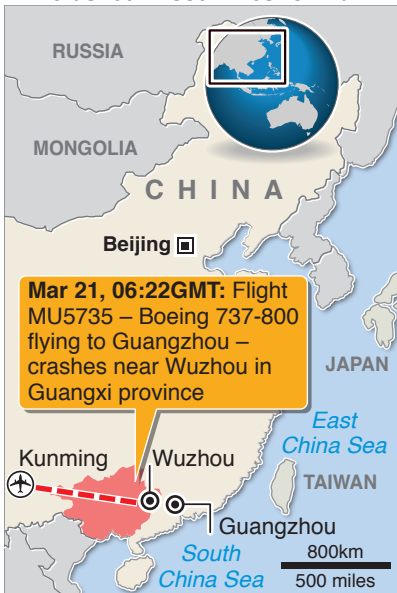 RUSSIA
MONGOLIA
CHINA
Beijing
Mar 21, 06:22GMT: Flight
MU5735 – Boeing 737-800
flying to Guangzhou –
crashes near Wuzhou in
Guangxi province
JAPAN
East
China Sea
Kunming
Wuzhou
TAIWAN
Guangzhou
South
China Sea
800km
500 miles